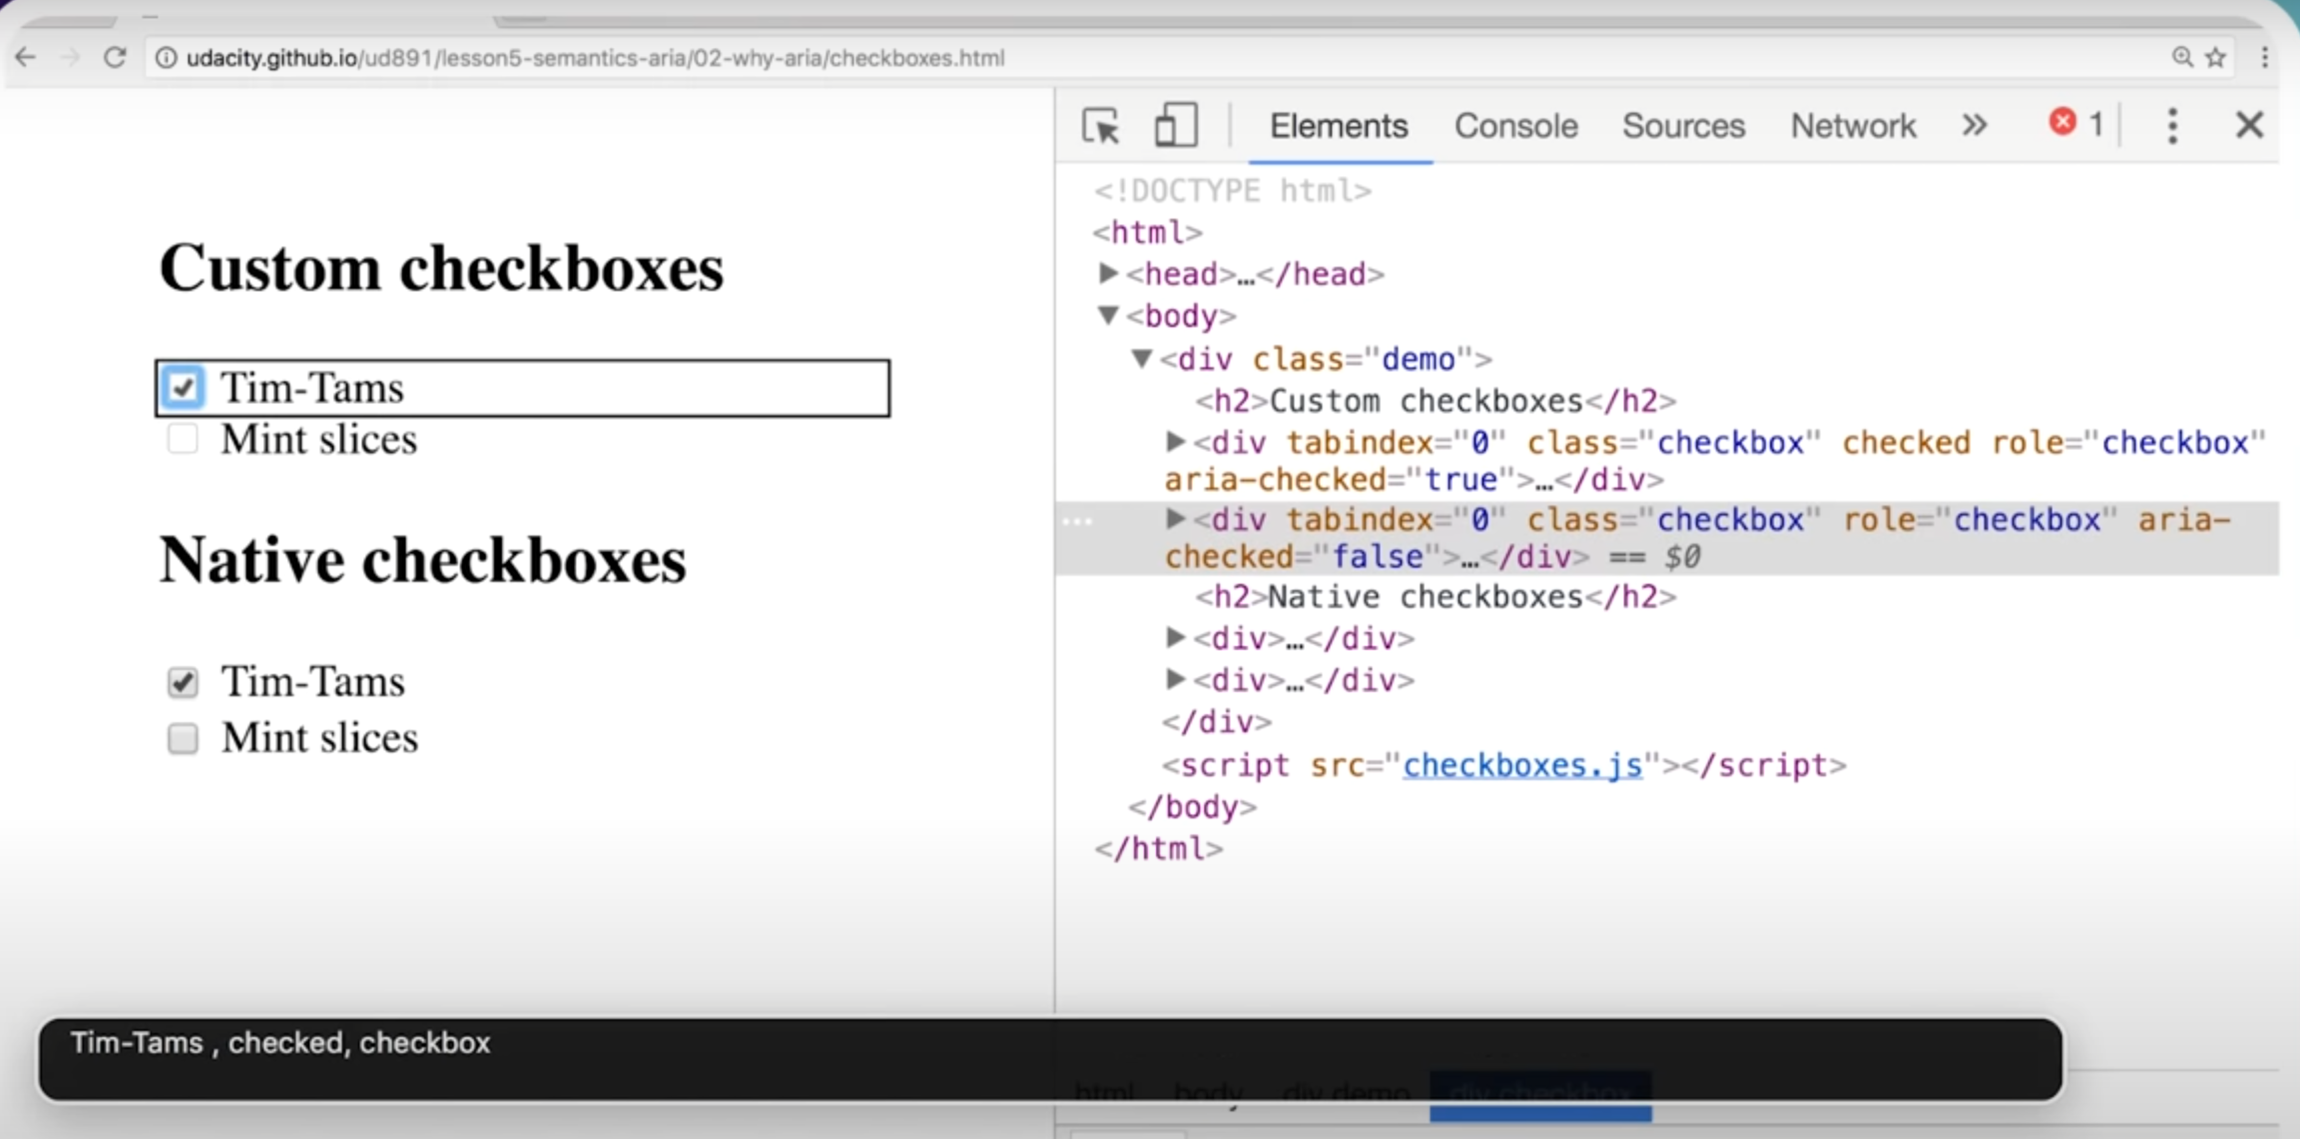 udacity.github.io/ud891/lesson5-semantics-aria/02-why-aria/checkboxes.html
Custom checkboxes
Tim-Tams
Mint slices
Native checkboxes
Tim-Tams
Mint slices
Elements Console Sources Network » 1
<!DOCTYPE html>
<html>
<head>…</head>
<body>
<div class="demo">
<h2>Custom checkboxes</h2>
<div tabindex="0" class="checkbox" checked role="checkbox"
aria-checked="true">…</div>
<div tabindex="0" class="checkbox" role="checkbox" aria-
checked="false">…</div> == $0
<h2>Native checkboxes</h2>
<div>…</div>
<div>…</div>
</div>
<script src="checkboxes.js"></script>
</body>
</html>
Tim-Tams , checked, checkbox
html body div.demo div.checkbox